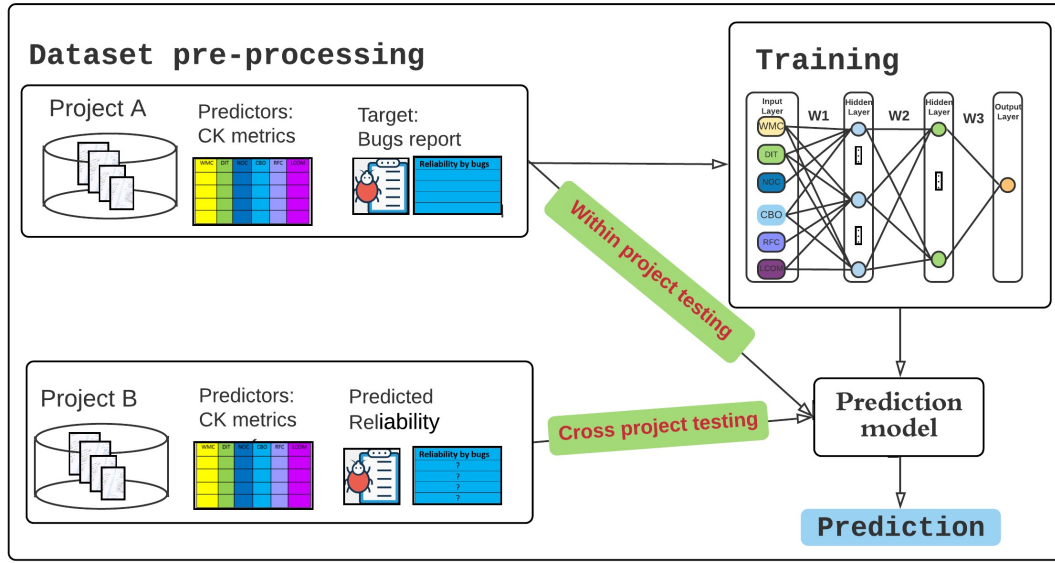 Dataset pre-processing
Project A
Predictors:
CK metrics
WMC DIT NOC CBO RFC LCOM
Target:
Bugs report
Reliability by bugs
Training
Input
Layer
W1
Hidden
Layer
W2
Hidden
Layer
W3
Output
Layer
WMC
DIT
NOC
CBO
RFC
LCOM
Within project testing
Project B
Predictors:
CK metrics
WMC DIT NOC CBO RFC LCOM
Predicted
Reliability
Reliability by bugs
?
?
?
?
Cross project testing
Prediction
model
Prediction